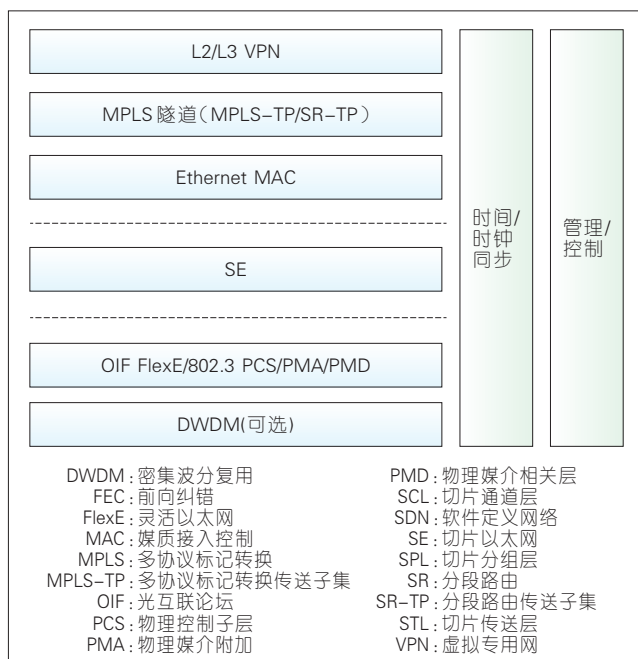 L2/L3 VPN
MPLS 隧道(MPLS-TP/SR-TP)
Ethernet MAC
SE
OIF FlexE/802.3 PCS/PMA/PMD
DWDM(可选)
时间/
时钟
同步
管理/
控制
DWDM:密集波分复用
FEC:前向纠错
FlexE:灵活以太网
MAC:媒质接入控制
MPLS:多协议标记转换
MPLS-TP:多协议标记转换传送子集
OIF:光互联论坛
PCS:物理控制子层
PMA:物理媒介附加
PMD:物理媒介相关层
SCL:切片通道层
SDN:软件定义网络
SE:切片以太网
SPL:切片分组层
SR:分段路由
SR-TP:分段路由传送子集
STL:切片传送层
VPN:虚拟专用网